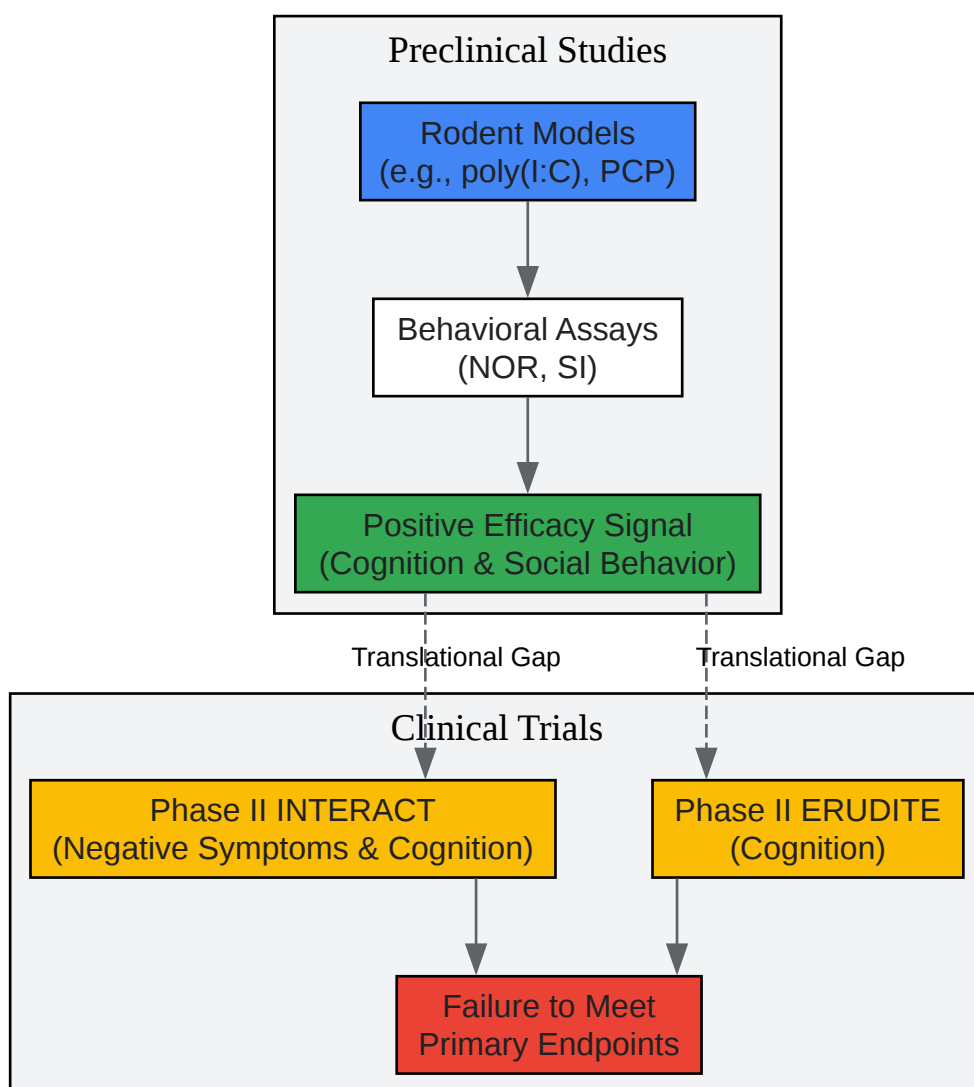 Preclinical Studies
Rodent Models
(e.g., poly(I:C), PCP)
Behavioral Assays
(NOR, SI)
Positive Efficacy Signal
(Cognition & Social Behavior)
Translational Gap
Translational Gap
Clinical Trials
Phase II INTERACT
(Negative Symptoms & Cognition)
Phase II ERUDITE
(Cognition)
Failure to Meet
Primary Endpoints